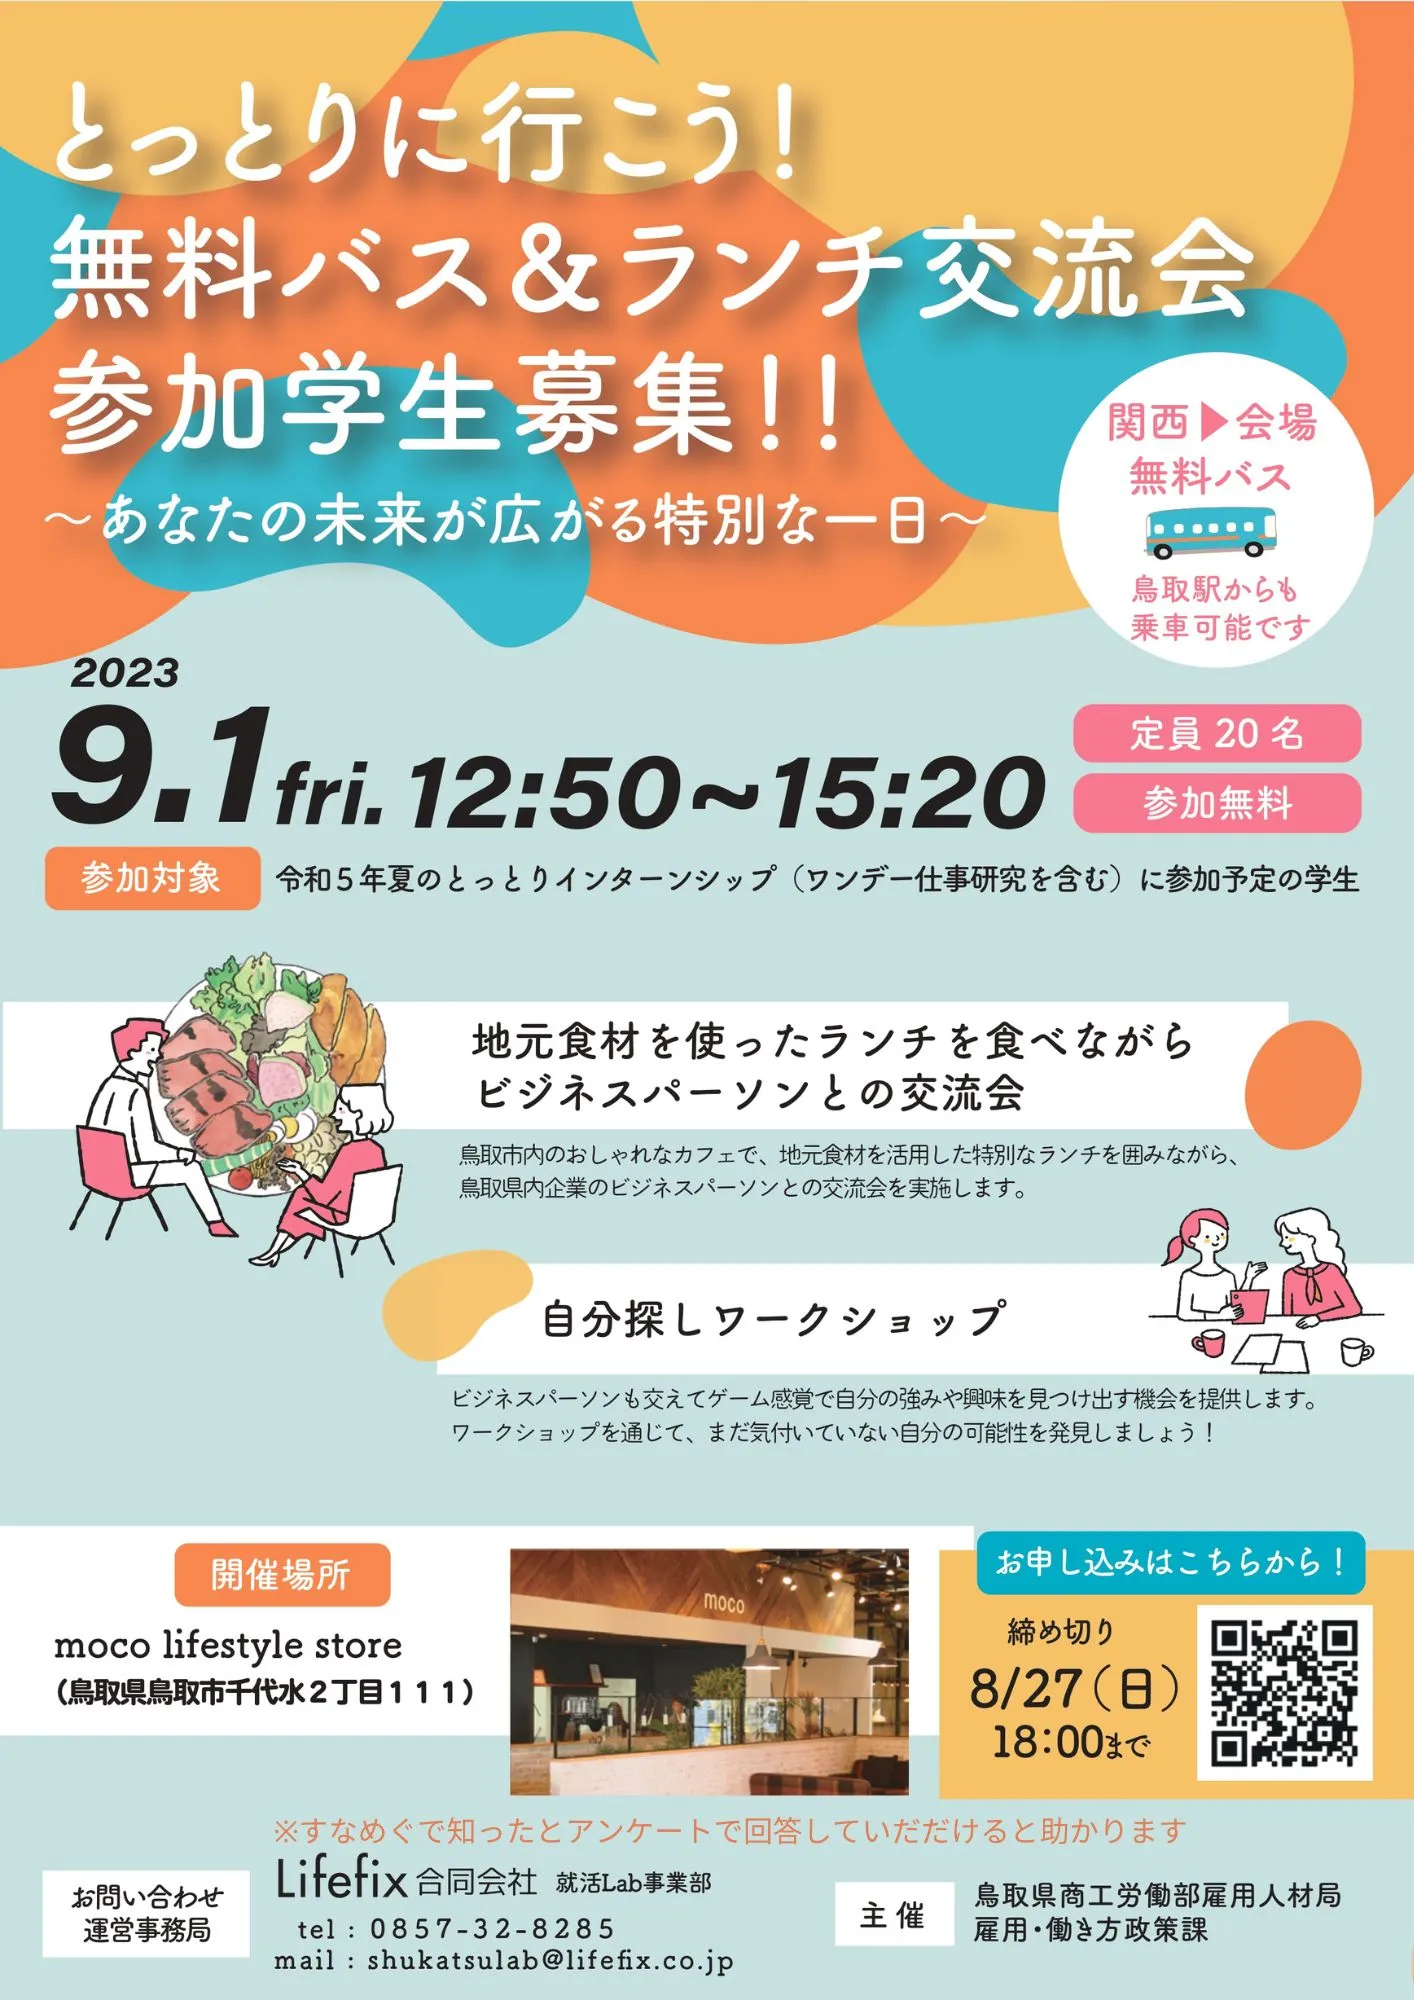 とっとりに行こう！
無料バス＆ランチ交流会
参加学生募集！！
～あなたの未来が広がる特別な一日～
関西▶会場
無料バス
鳥取駅からも
乗車可能です
2023
9.1 fri. 12:50~15:20
定員 20 名
参加無料
参加対象
令和５年夏のとっとりインターンシップ（ワンデー仕事研究を含む）に参加予定の学生
地元食材を使ったランチを食べながら
ビジネスパーソンとの交流会
鳥取市内のおしゃれなカフェで、地元食材を活用した特別なランチを囲みながら、
鳥取県内企業のビジネスパーソンとの交流会を実施します。
自分探しワークショップ
ビジネスパーソンも交えてゲーム感覚で自分の強みや興味を見つけ出す機会を提供します。
ワークショップを通じて、まだ気付いていない自分の可能性を発見しましょう！
開催場所
moco lifestyle store
（鳥取県鳥取市千代水２丁目１１１）
moco
お申し込みはこちらから！
締め切り
8/27（日）
18:00まで
※すなめぐで知ったとアンケートで回答していだだけると助かります
お問い合わせ
運営事務局
Lifefix 合同会社 就活Lab事業部
tel : 0857-32-8285
mail : shukatsulab@lifefix.co.jp
主催
鳥取県商工労働部雇用人材局
雇用・働き方政策課